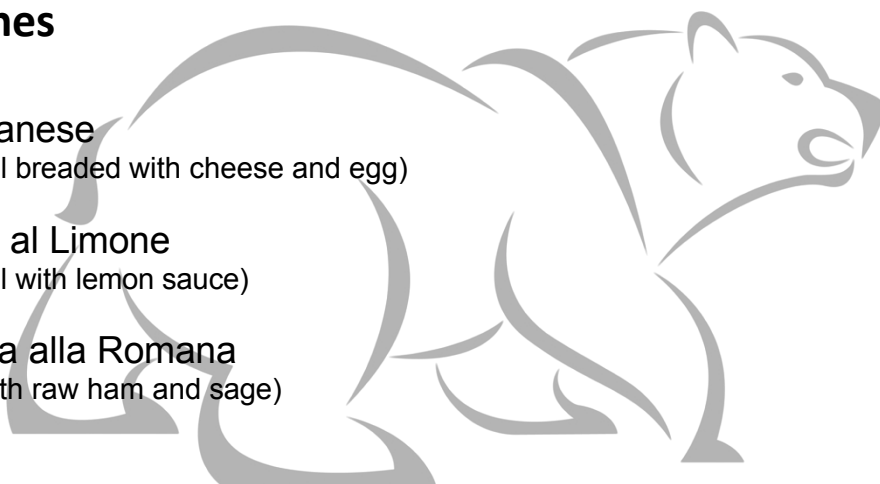 nes
anese
l breaded with cheese and egg)
al Limone
l with lemon sauce)
a alla Romana
th raw ham and sage)